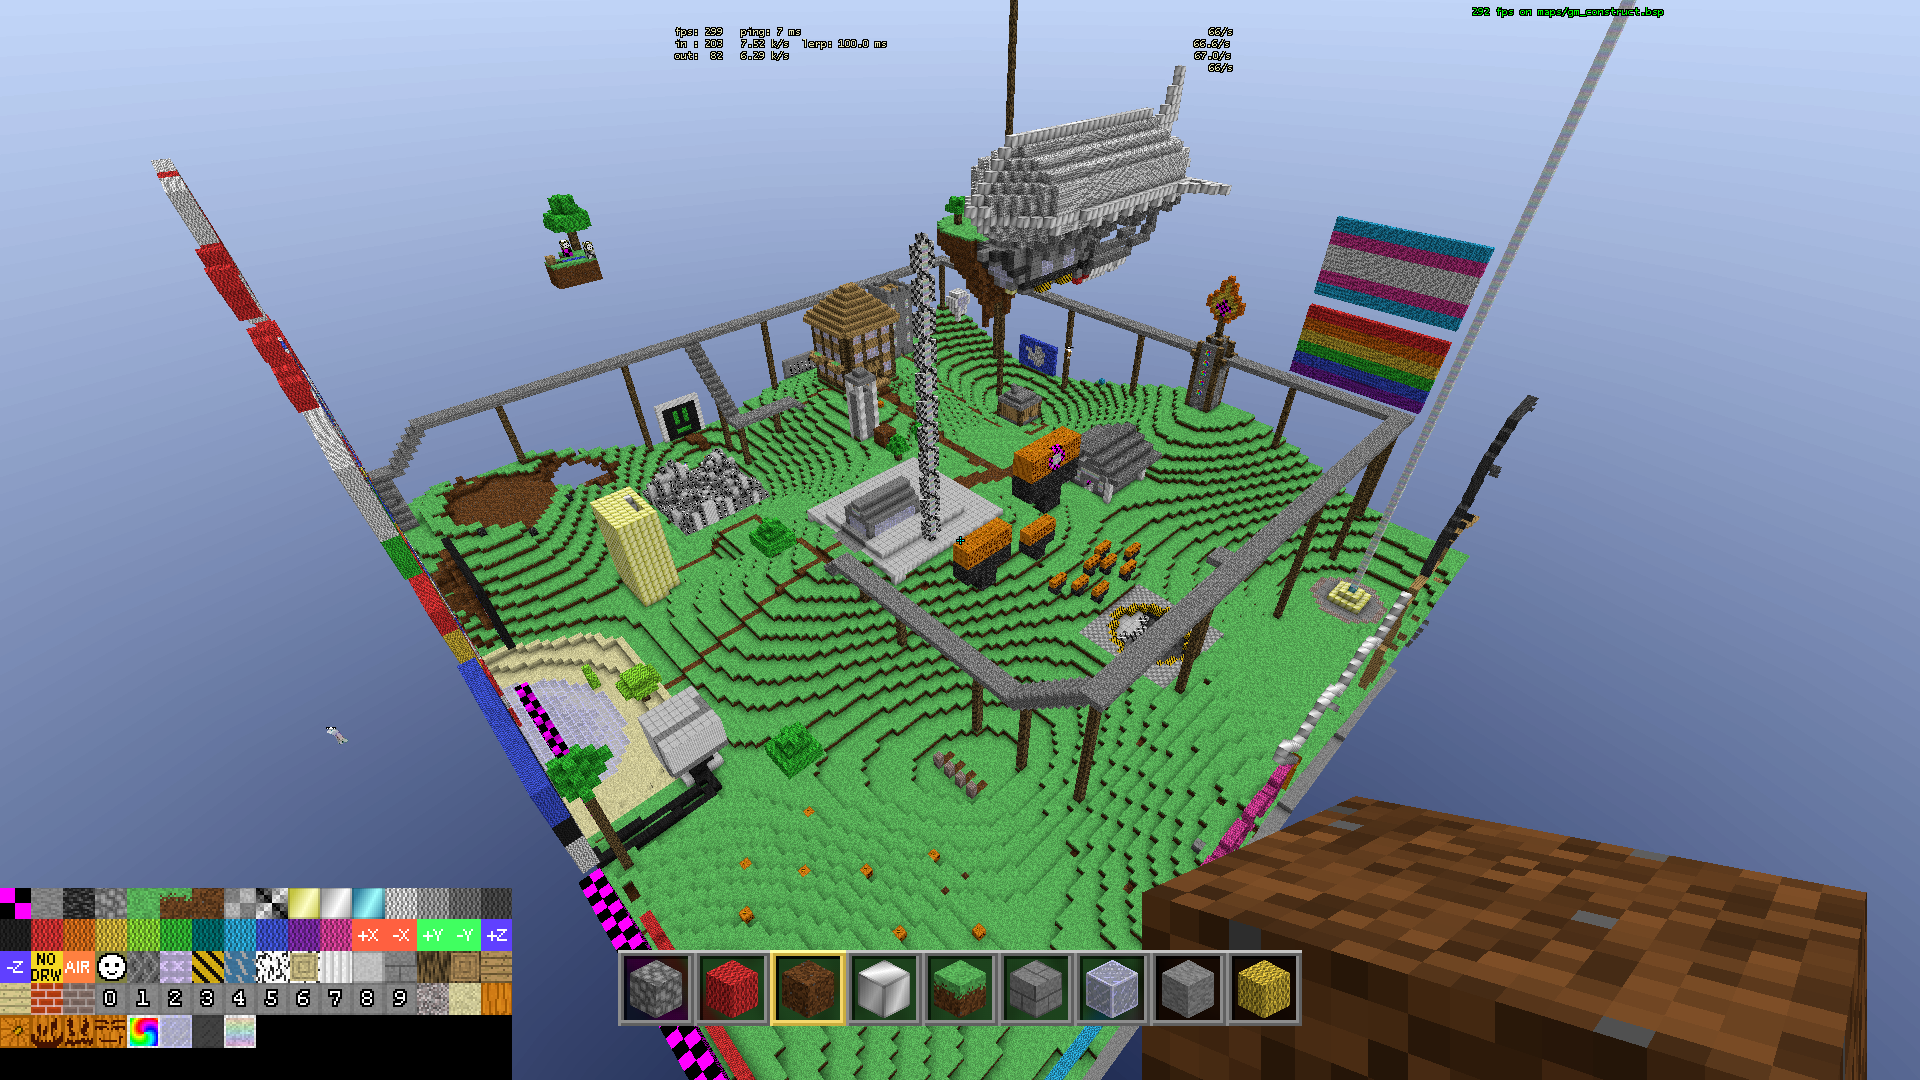 292 fps on maps/gm_construct.bsp
fps: 299 ping: 7 ms
in : 203 7.52 k/s lerp: 100.0 ms
out: 82 6.29 k/s
66/s
66.6/s
67.0/s
66/s
+X -X +Y -Y +Z
-Z NO DRW AIR
0 1 2 3 4 5 6 7 8 9